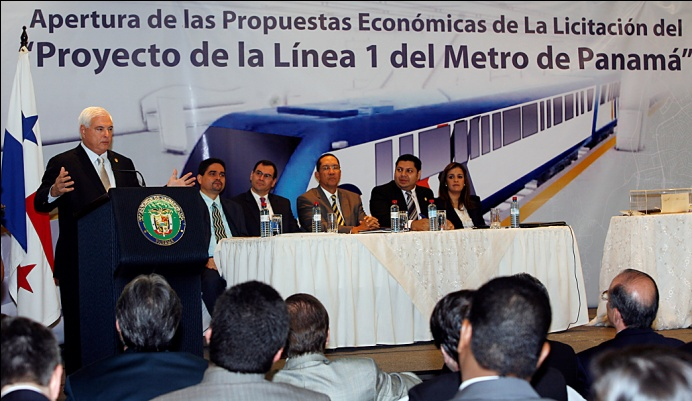 Apertura de las Propuestas Económicas de La Licitación del
“Proyecto de la Línea 1 del Metro de Panamá”